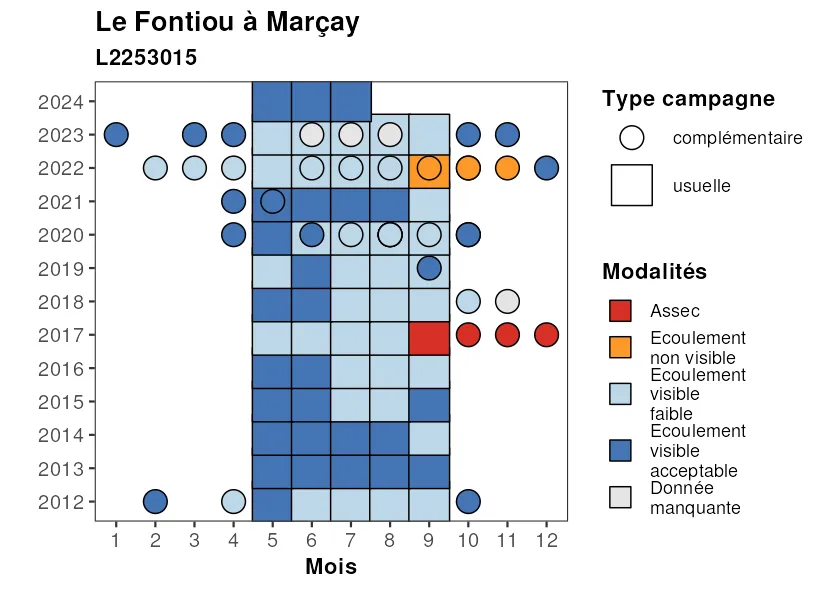 Le Fontiou à Marçay
L2253015
2024
2023
2022
2021
2020
2019
2018
2017
2016
2015
2014
2013
2012
1 2 3 4 5 6 7 8 9 10 11 12
Mois
Type campagne
complémentaire
usuelle
Modalités
Assec
Ecoulement
non visible
Ecoulement
visible
faible
Ecoulement
visible
acceptable
Donnée
manquante